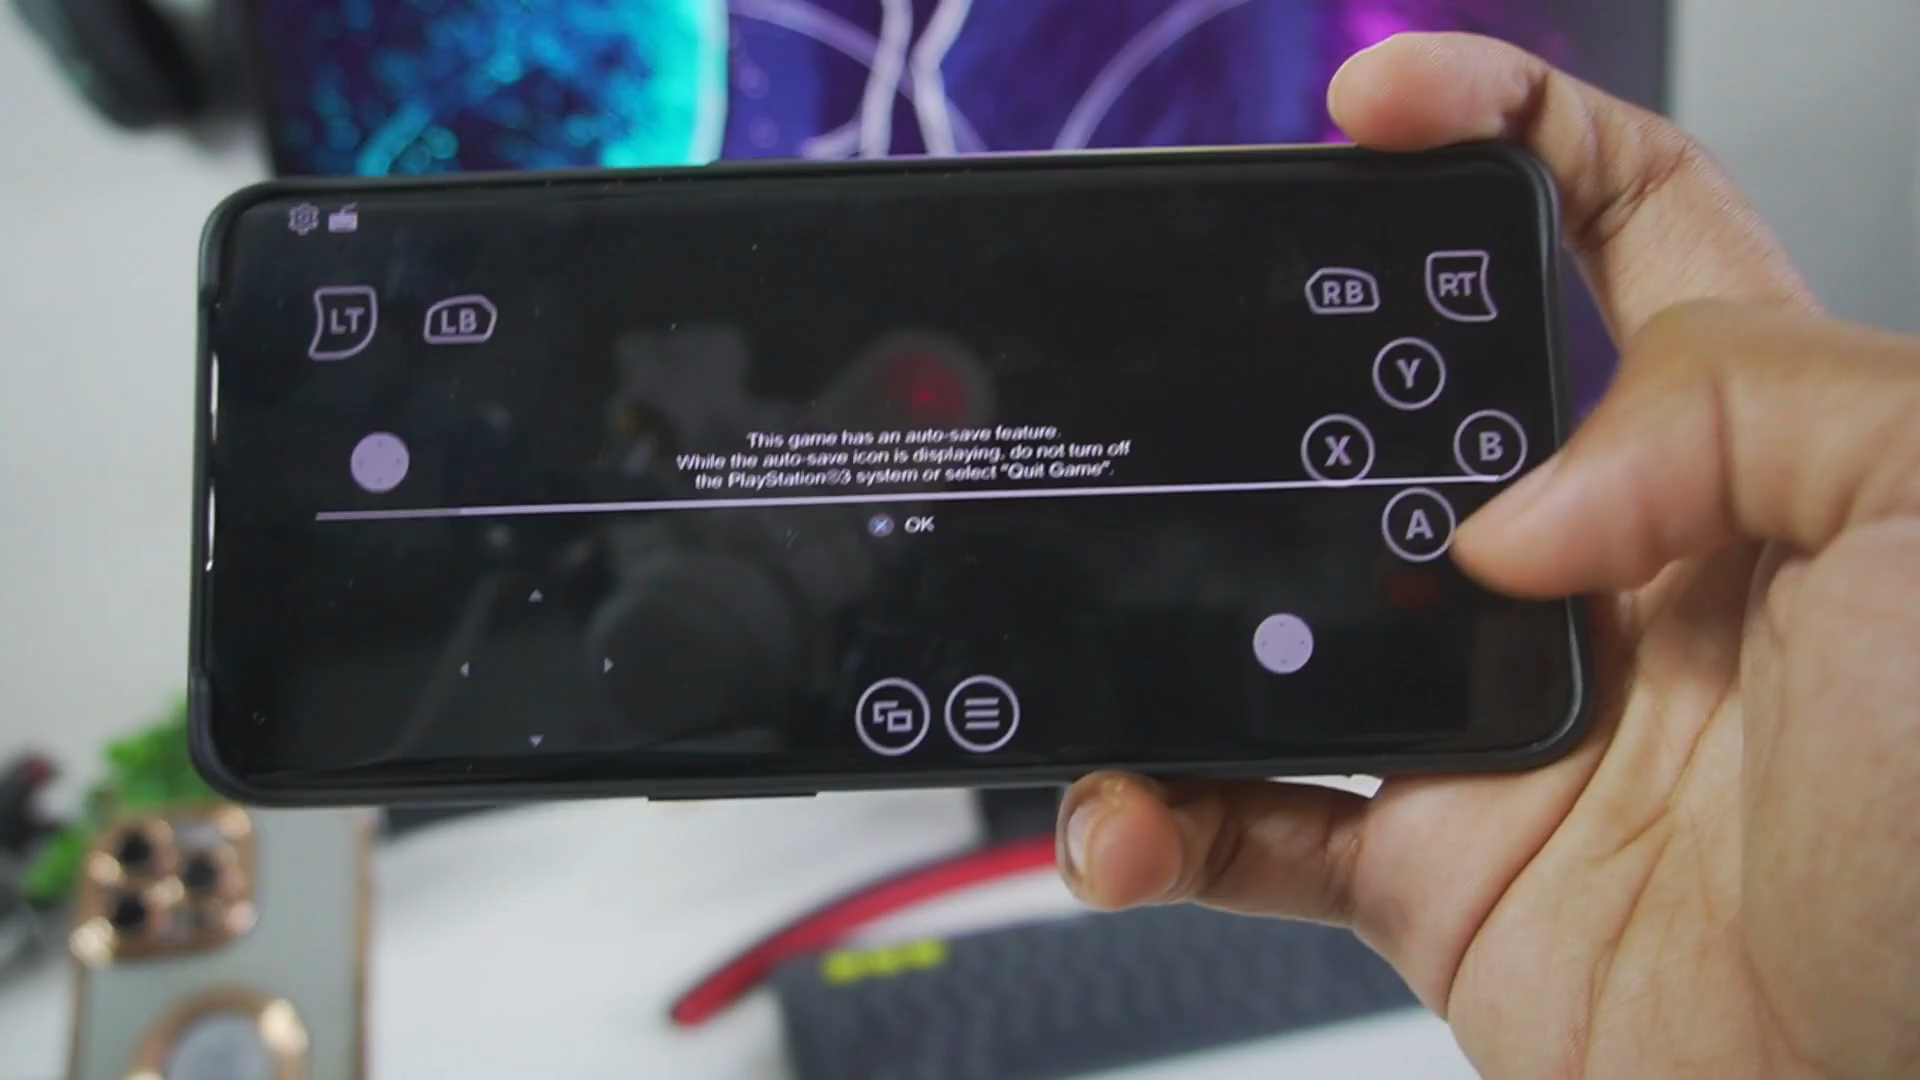 LT
LB
RB
RT
Y
X
B
A
This game has an auto-save feature.
While the auto-save icon is displaying, do not turn off
the PlayStation®3 system or select "Quit Game".
OK